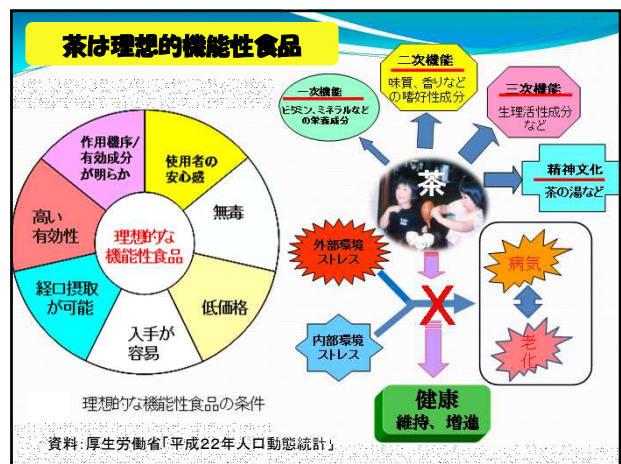 茶は理想的機能性食品
一次機能
ビタミン、ミネラルなど
の栄養成分
二次機能
味質、香りなど
の嗜好性成分
三次機能
生理活性成分
など
精神文化
茶の湯など
茶
作用機序/
有効成分
が明らか
使用者の
安心感
無毒
低価格
入手が
容易
経口摂取
が可能
高い
有効性
理想的な
機能性食品
理想的な機能性食品の条件
外部環境
ストレス
内部環境
ストレス
X
病気
老化
健康
維持、増進
資料:厚生労働省「平成22年人口動態統計」